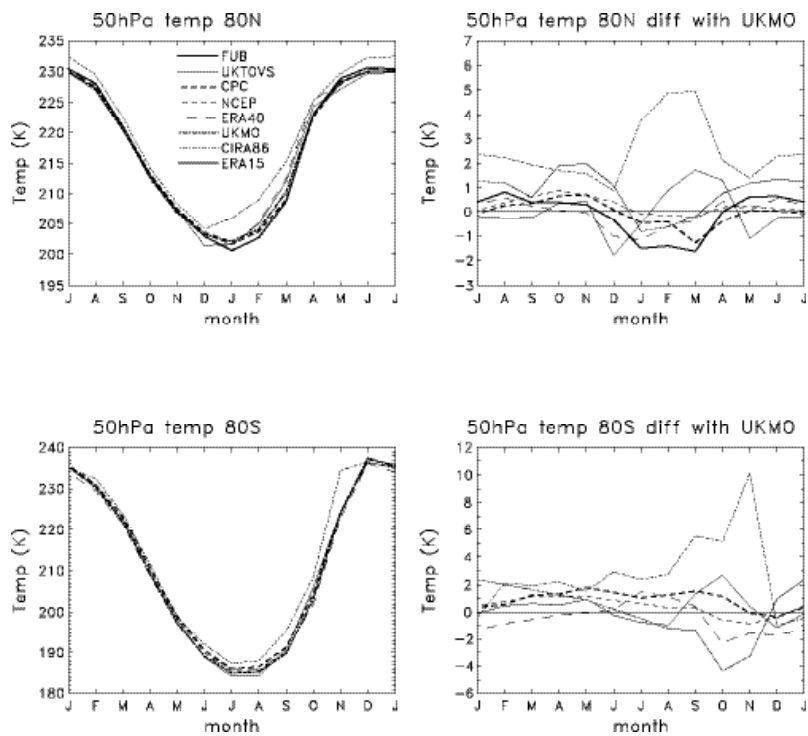 50hPa temp 80N
235
230
225
220
215
210
205
200
195
Temp (K)
FUB
UKTOVS
CPC
NCEP
ERA40
UKMO
CIRA86
ERA15
J A S O N D J F M A M J J
month
50hPa temp 80N diff with UKMO
7
6
5
4
3
2
1
0
-1
-2
-3
Temp (K)
J A S O N D J F M A M J J
month
50hPa temp 80S
240
230
220
210
200
190
180
Temp (K)
J F M A M J J A S O N D J
month
50hPa temp 80S diff with UKMO
12
10
8
6
4
2
0
-2
-4
-6
Temp (K)
J F M A M J J A S O N D J
month